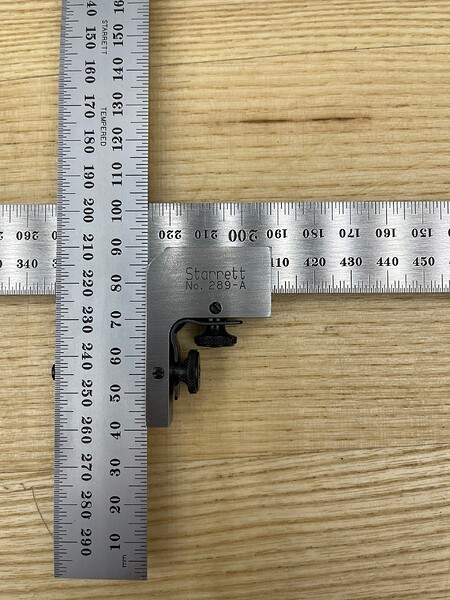 150 160 170 180 190 200 210 220 230 240 250 260 270 280 290
STARRETT TEMPERED
150 140 130 120 110 100 90 80 70 60 50 40 30 20 10
mm
260 220 210 200 190 180 170 160 150
340 410 420 430 440 450
Starrett
No. 289-A